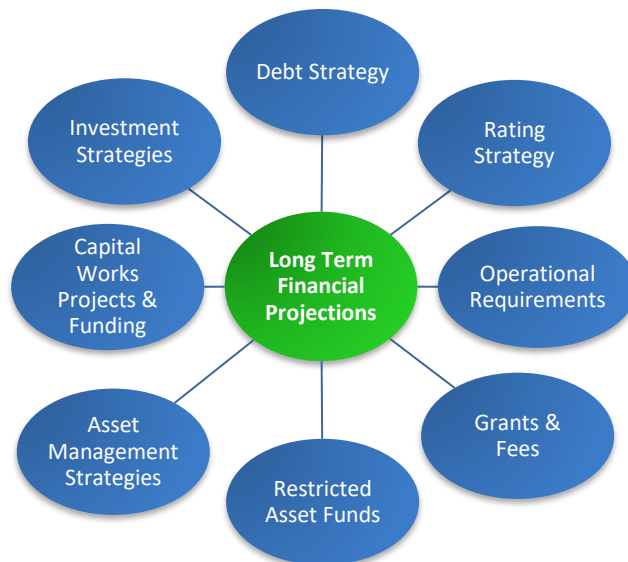 Debt Strategy
Investment
Strategies
Rating
Strategy
Capital
Works
Projects &
Funding
Long Term
Financial
Projections
Operational
Requirements
Asset
Management
Strategies
Grants &
Fees
Restricted
Asset Funds